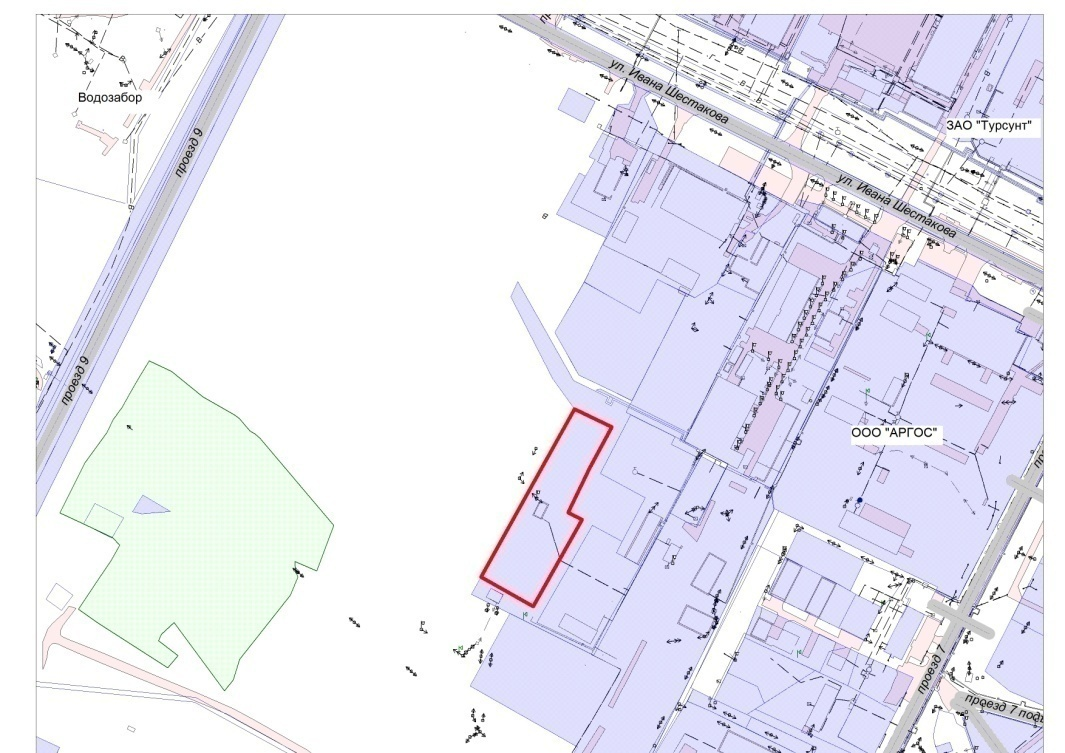 ул. Ивана Шестакова
Водозабор
ЗАО "Турсунт"
проезд 9
ул. Ивана Шестакова
проезд 9
ООО "АРГОС"
проезд 7
проезд 7 подъ